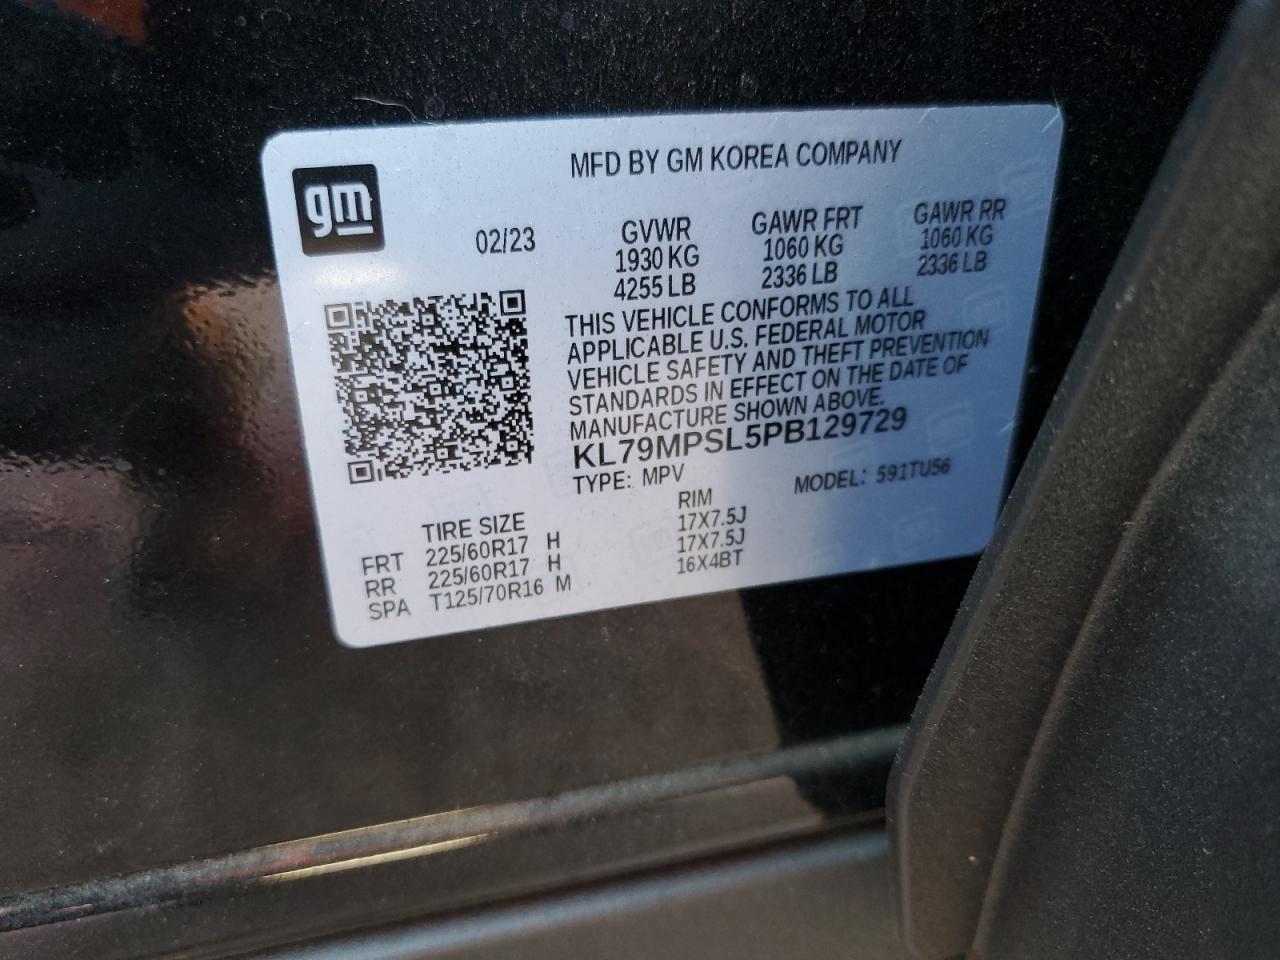 MFD BY GM KOREA COMPANY
gm
02/23 GVWR GAWR FRT GAWR RR
1930 KG 1060 KG 1060 KG
4255 LB 2336 LB 2336 LB
THIS VEHICLE CONFORMS TO ALL
APPLICABLE U.S. FEDERAL MOTOR
VEHICLE SAFETY AND THEFT PREVENTION
STANDARDS IN EFFECT ON THE DATE OF
MANUFACTURE SHOWN ABOVE.
KL79MPSL5PB129729
TYPE: MPV MODEL: 591TU56
TIRE SIZE RIM
FRT 225/60R17 H 17X7.5J
RR 225/60R17 H 17X7.5J
SPA T125/70R16 M 16X4BT